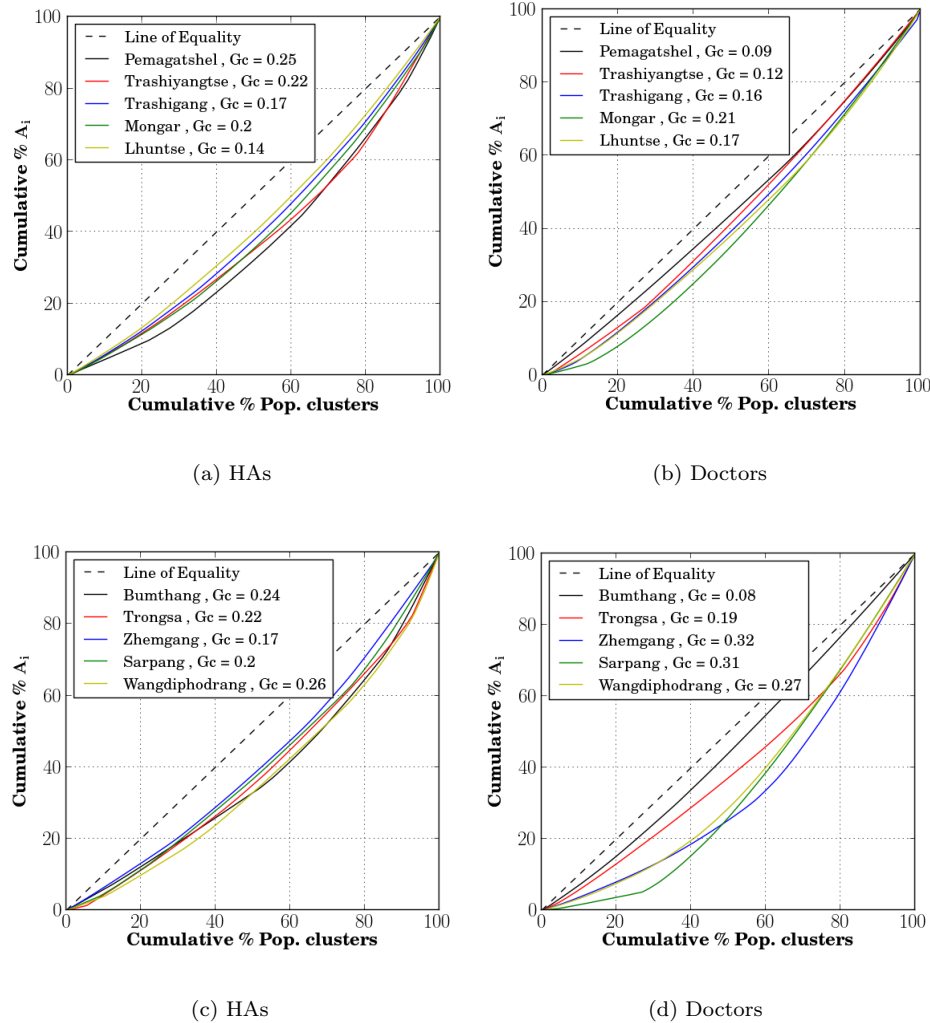 100
80
60
40
20
0
Cumulative % A_i
Line of Equality
Pemagatshel , Gc = 0.25
Trashiyangtse , Gc = 0.22
Trashigang , Gc = 0.17
Mongar , Gc = 0.2
Lhuntse , Gc = 0.14
0 20 40 60 80 100
Cumulative % Pop. clusters
(a) HAs
100
80
60
40
20
0
Cumulative % A_i
Line of Equality
Pemagatshel , Gc = 0.09
Trashiyangtse , Gc = 0.12
Trashigang , Gc = 0.16
Mongar , Gc = 0.21
Lhuntse , Gc = 0.17
0 20 40 60 80 100
Cumulative % Pop. clusters
(b) Doctors
100
80
60
40
20
0
Cumulative % A_i
Line of Equality
Bumthang , Gc = 0.24
Trongsa , Gc = 0.22
Zhemgang , Gc = 0.17
Sarpang , Gc = 0.2
Wangdiphodrang , Gc = 0.26
0 20 40 60 80 100
Cumulative % Pop. clusters
(c) HAs
100
80
60
40
20
0
Cumulative % A_i
Line of Equality
Bumthang , Gc = 0.08
Trongsa , Gc = 0.19
Zhemgang , Gc = 0.32
Sarpang , Gc = 0.31
Wangdiphodrang , Gc = 0.27
0 20 40 60 80 100
Cumulative % Pop. clusters
(d) Doctors